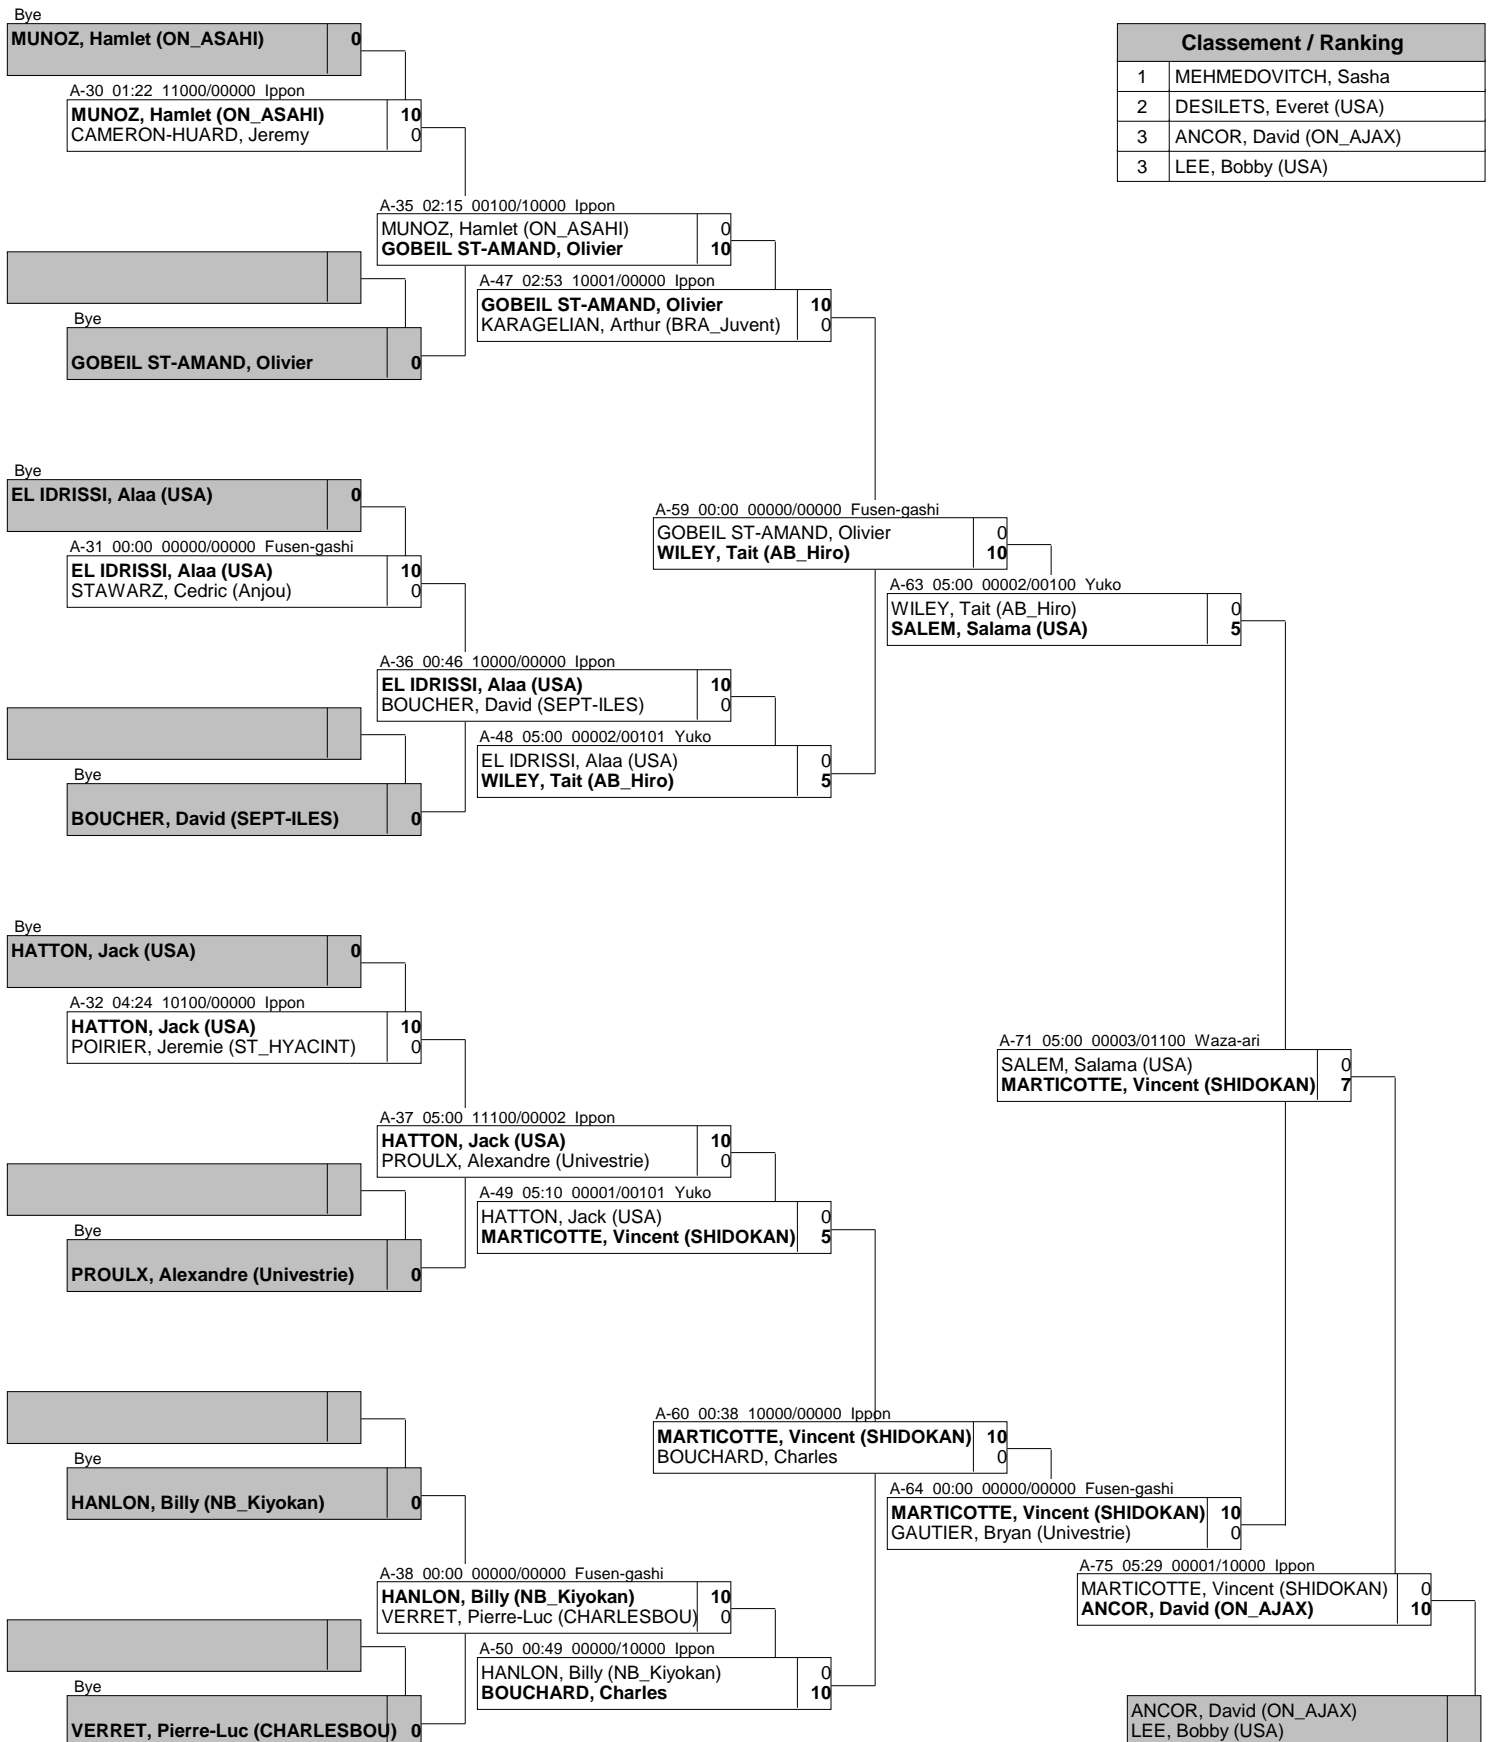 Bye
MUNOZ, Hamlet (ON_ASAHI) 0
Classement / Ranking
1 MEHMEDOVITCH, Sasha
2 DESILETS, Everet (USA)
3 ANCOR, David (ON_AJAX)
3 LEE, Bobby (USA)
A-30 01:22 11000/00000 Ippon
MUNOZ, Hamlet (ON_ASAHI) 10
CAMERON-HUARD, Jeremy 0
A-35 02:15 00100/10000 Ippon
MUNOZ, Hamlet (ON_ASAHI) 0
GOBEIL ST-AMAND, Olivier 10
A-47 02:53 10001/00000 Ippon
GOBEIL ST-AMAND, Olivier 10
KARAGELIAN, Arthur (BRA_Juvent) 0
Bye
GOBEIL ST-AMAND, Olivier 0
Bye
EL IDRISSI, Alaa (USA) 0
A-59 00:00 00000/00000 Fusen-gashi
GOBEIL ST-AMAND, Olivier 0
WILEY, Tait (AB_Hiro) 10
A-31 00:00 00000/00000 Fusen-gashi
EL IDRISSI, Alaa (USA) 10
STAWARZ, Cedric (Anjou) 0
A-63 05:00 00002/00100 Yuko
WILEY, Tait (AB_Hiro) 0
SALEM, Salama (USA) 5
A-36 00:46 10000/00000 Ippon
EL IDRISSI, Alaa (USA) 10
BOUCHER, David (SEPT-ILES) 0
A-48 05:00 00002/00101 Yuko
EL IDRISSI, Alaa (USA) 0
WILEY, Tait (AB_Hiro) 5
Bye
BOUCHER, David (SEPT-ILES) 0
Bye
HATTON, Jack (USA) 0
A-32 04:24 10100/00000 Ippon
HATTON, Jack (USA) 10
POIRIER, Jeremie (ST_HYACINT) 0
A-71 05:00 00003/01100 Waza-ari
SALEM, Salama (USA) 0
MARTICOTTE, Vincent (SHIDOKAN) 7
A-37 05:00 11100/00002 Ippon
HATTON, Jack (USA) 10
PROULX, Alexandre (Univestrie) 0
A-49 05:10 00001/00101 Yuko
HATTON, Jack (USA) 0
MARTICOTTE, Vincent (SHIDOKAN) 5
Bye
PROULX, Alexandre (Univestrie) 0
A-60 00:38 10000/00000 Ippon
MARTICOTTE, Vincent (SHIDOKAN) 10
BOUCHARD, Charles 0
Bye
HANLON, Billy (NB_Kiyokan) 0
A-64 00:00 00000/00000 Fusen-gashi
MARTICOTTE, Vincent (SHIDOKAN) 10
GAUTIER, Bryan (Univestrie) 0
A-38 00:00 00000/00000 Fusen-gashi
HANLON, Billy (NB_Kiyokan) 10
VERRET, Pierre-Luc (CHARLESBOU) 0
A-75 05:29 00001/10000 Ippon
MARTICOTTE, Vincent (SHIDOKAN) 0
ANCOR, David (ON_AJAX) 10
A-50 00:49 00000/10000 Ippon
HANLON, Billy (NB_Kiyokan) 0
BOUCHARD, Charles 10
Bye
VERRET, Pierre-Luc (CHARLESBOU) 0
ANCOR, David (ON_AJAX)
LEE, Bobby (USA)